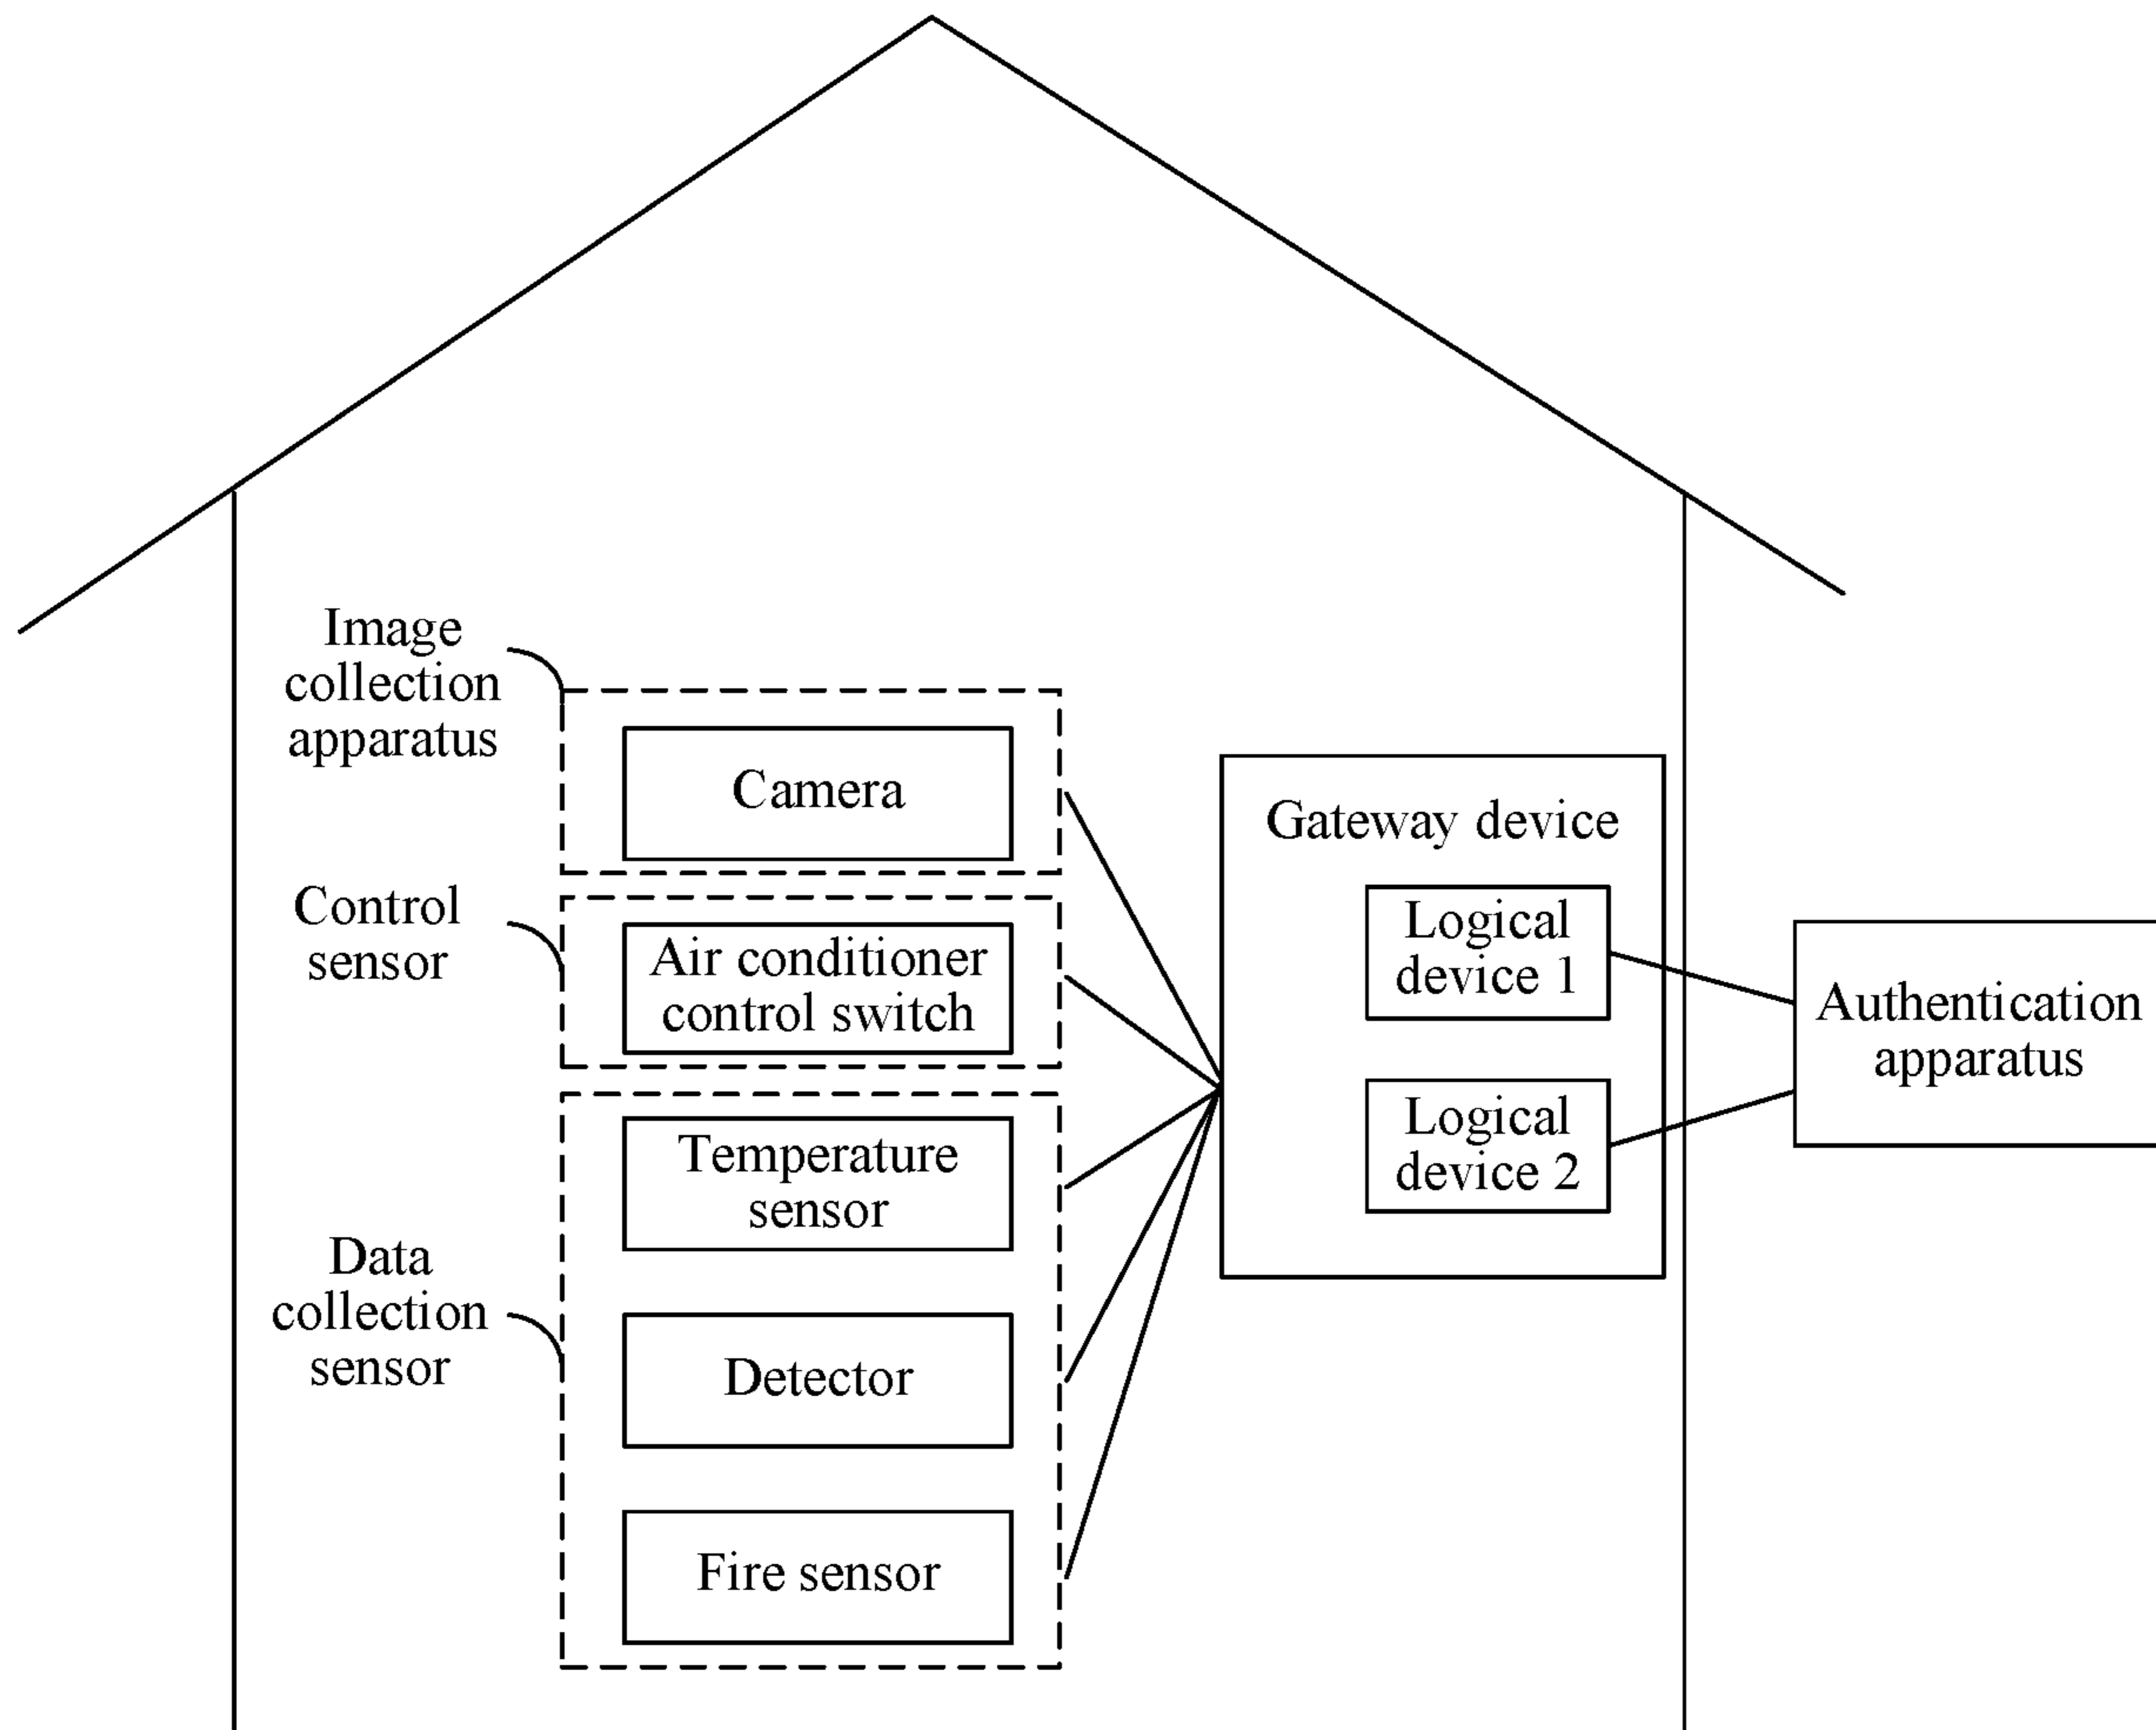 Image
collection
apparatus
Camera
Control
sensor
Air conditioner
control switch
Data
collection
sensor
Temperature
sensor
Detector
Fire sensor
Gateway device
Logical
device 1
Logical
device 2
Authentication
apparatus